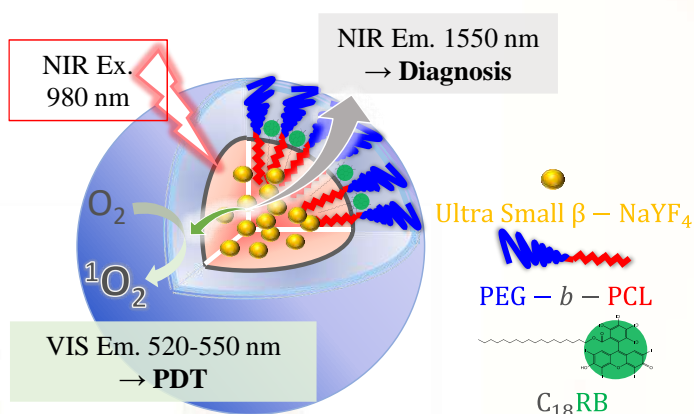 NIR Em. 1550 nm
→ Diagnosis
NIR Ex.
980 nm
O₂
¹O₂
VIS Em. 520-550 nm
→ PDT
Ultra Small β − NaYF₄
PEG − b − PCL
C₁₈RB